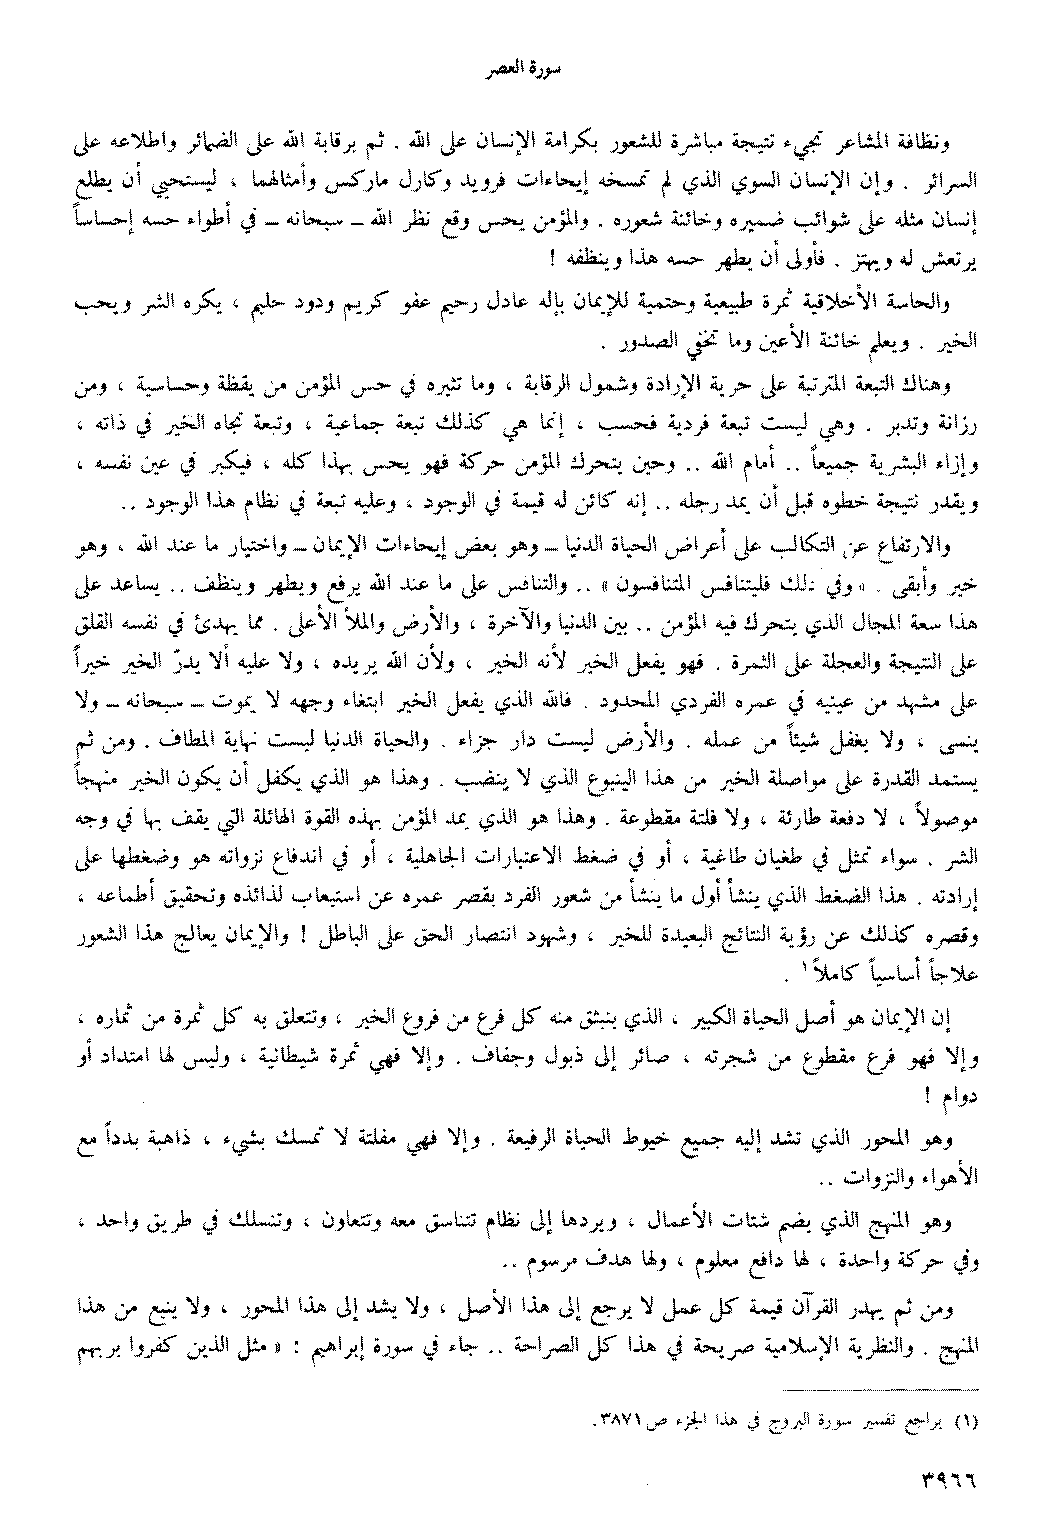 سورة العصر
ونظافة المشاعر تجيء نتيجة مباشرة للشعور بكرامة الإنسان على الله . ثم برقابة الله على الضمائر واطلاعه على
السرائر . وإن الإنسان السوي الذي لم تمسخه إيحاءات فرويد وكارل ماركس وأمثالهما ، ليستحيي أن يطلع
إنسان مثله على شوائب ضميره وخائنة شعوره . والمؤمن يحس وقع نظر الله – سبحانه – في أطواء حسه إحساساً
يرتعش له ويهتز . فأولى أن يطهر حسه هذا وينظفه !
والحاسة الأخلاقية ثمرة طبيعية وحتمية للإيمان بإله عادل رحيم عفو كريم ودود حليم ، يكره الشر ويحب
الخير . ويعلم خائنة الأعين وما تخفي الصدور .
وهناك التبعة المترتبة على حرية الإرادة وشمول الرقابة ، وما تثيره في حس المؤمن من يقظة وحساسية ، ومن
رزانة وتدبر . وهي ليست تبعة فردية فحسب ، إنما هي كذلك تبعة جماعية ، وتبعة تجاه الخير في ذاته ،
وإزاء البشرية جميعاً .. أمام الله .. وحين يتحرك المؤمن حركة فهو يحس بهذا كله ، فيكبر في عين نفسه ،
ويقدر نتيجة خطوه قبل أن يمد رجله .. إنه كائن له قيمة في الوجود ، وعليه تبعة في نظام هذا الوجود ..
والارتفاع عن التكالب على أعراض الحياة الدنيا – وهو بعض إيحاءات الإيمان – واختيار ما عند الله ، وهو
خير وأبقى . « وفي ذلك فليتنافس المتنافسون » .. والتنافس على ما عند الله يرفع ويطهر وينظف .. يساعد على
هذا سعة المجال الذي يتحرك فيه المؤمن .. بين الدنيا والآخرة ، والأرض والملأ الأعلى . مما يهدئ في نفسه القلق
على النتيجة والعجلة على الثمرة . فهو يفعل الخير لأنه الخير ، ولأن الله يريده ، ولا عليه ألا يدرّ الخير خيراً
على مشهد من عينيه في عمره الفردي المحدود . فالله الذي يفعل الخير ابتغاء وجهه لا يموت – سبحانه – ولا
ينسى ، ولا يغفل شيئاً من عمله . والأرض ليست دار جزاء . والحياة الدنيا ليست نهاية المطاف . ومن ثم
يستمد القدرة على مواصلة الخير من هذا الينبوع الذي لا ينضب . وهذا هو الذي يكفل أن يكون الخير منهجاً
موصولاً ، لا دفعة طارئة ، ولا فلتة مقطوعة . وهذا هو الذي يمد المؤمن بهذه القوة الهائلة التي يقف بها في وجه
الشر . سواء تمثل في طغيان طاغية ، أو في ضغط الاعتبارات الجاهلية ، أو في اندفاع نزواته هو وضغطها على
إرادته . هذا الضغط الذي ينشأ أول ما ينشأ من شعور الفرد بقصر عمره عن استيعاب لذائذه وتحقيق أطماعه ،
وقصره كذلك عن رؤية النتائج البعيدة للخير ، وشهود انتصار الحق على الباطل ! والإيمان يعالج هذا الشعور
علاجاً أساسياً كاملاً ١ .
إن الإيمان هو أصل الحياة الكبير ، الذي ينبثق منه كل فرع من فروع الخير ، وتتعلق به كل ثمرة من ثماره ،
وإلا فهو فرع مقطوع من شجرته ، صائر إلى ذبول وجفاف . وإلا فهي ثمرة شيطانية ، وليس لها امتداد أو
دوام !
وهو المحور الذي تشد إليه جميع خيوط الحياة الرفيعة . وإلا فهي مفلتة لا تمسك بشيء ، ذاهبة بدداً مع
الأهواء والنزوات ..
وهو المنهج الذي يضم شتات الأعمال ، ويردها إلى نظام تتناسق معه وتتعاون ، وتنسلك في طريق واحد ،
وفي حركة واحدة ، لها دافع معلوم ، ولها هدف مرسوم ..
ومن ثم يهدر القرآن قيمة كل عمل لا يرجع إلى هذا الأصل ، ولا يشد إلى هذا المحور ، ولا ينبع من هذا
المنهج . والنظرية الإسلامية صريحة في هذا كل الصراحة .. جاء في سورة إبراهيم : « مثل الذين كفروا بربهم
(١) يراجع تفسير سورة البروج في هذا الجزء ص ٣٨٧١.
٣٩٦٦